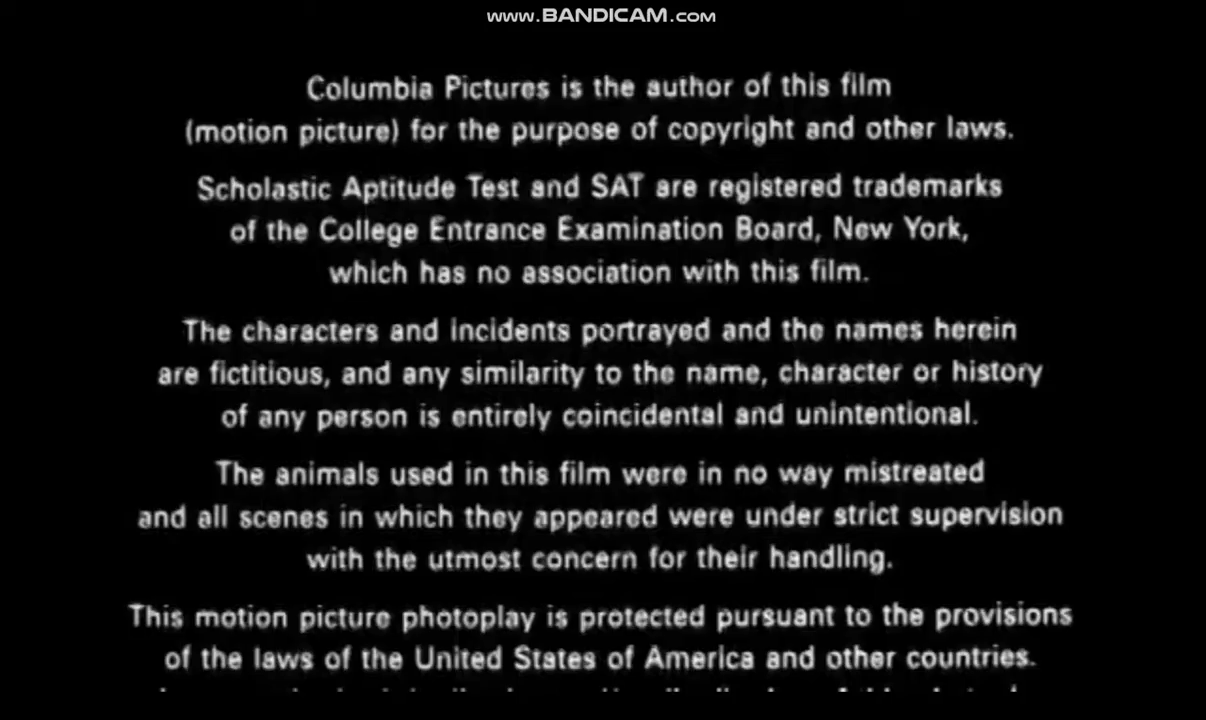 www.BANDICAM.com
Columbia Pictures is the author of this film
(motion picture) for the purpose of copyright and other laws.
Scholastic Aptitude Test and SAT are registered trademarks
of the College Entrance Examination Board, New York,
which has no association with this film.
The characters and incidents portrayed and the names herein
are fictitious, and any similarity to the name, character or history
of any person is entirely coincidental and unintentional.
The animals used in this film were in no way mistreated
and all scenes in which they appeared were under strict supervision
with the utmost concern for their handling.
This motion picture photoplay is protected pursuant to the provisions
of the laws of the United States of America and other countries.